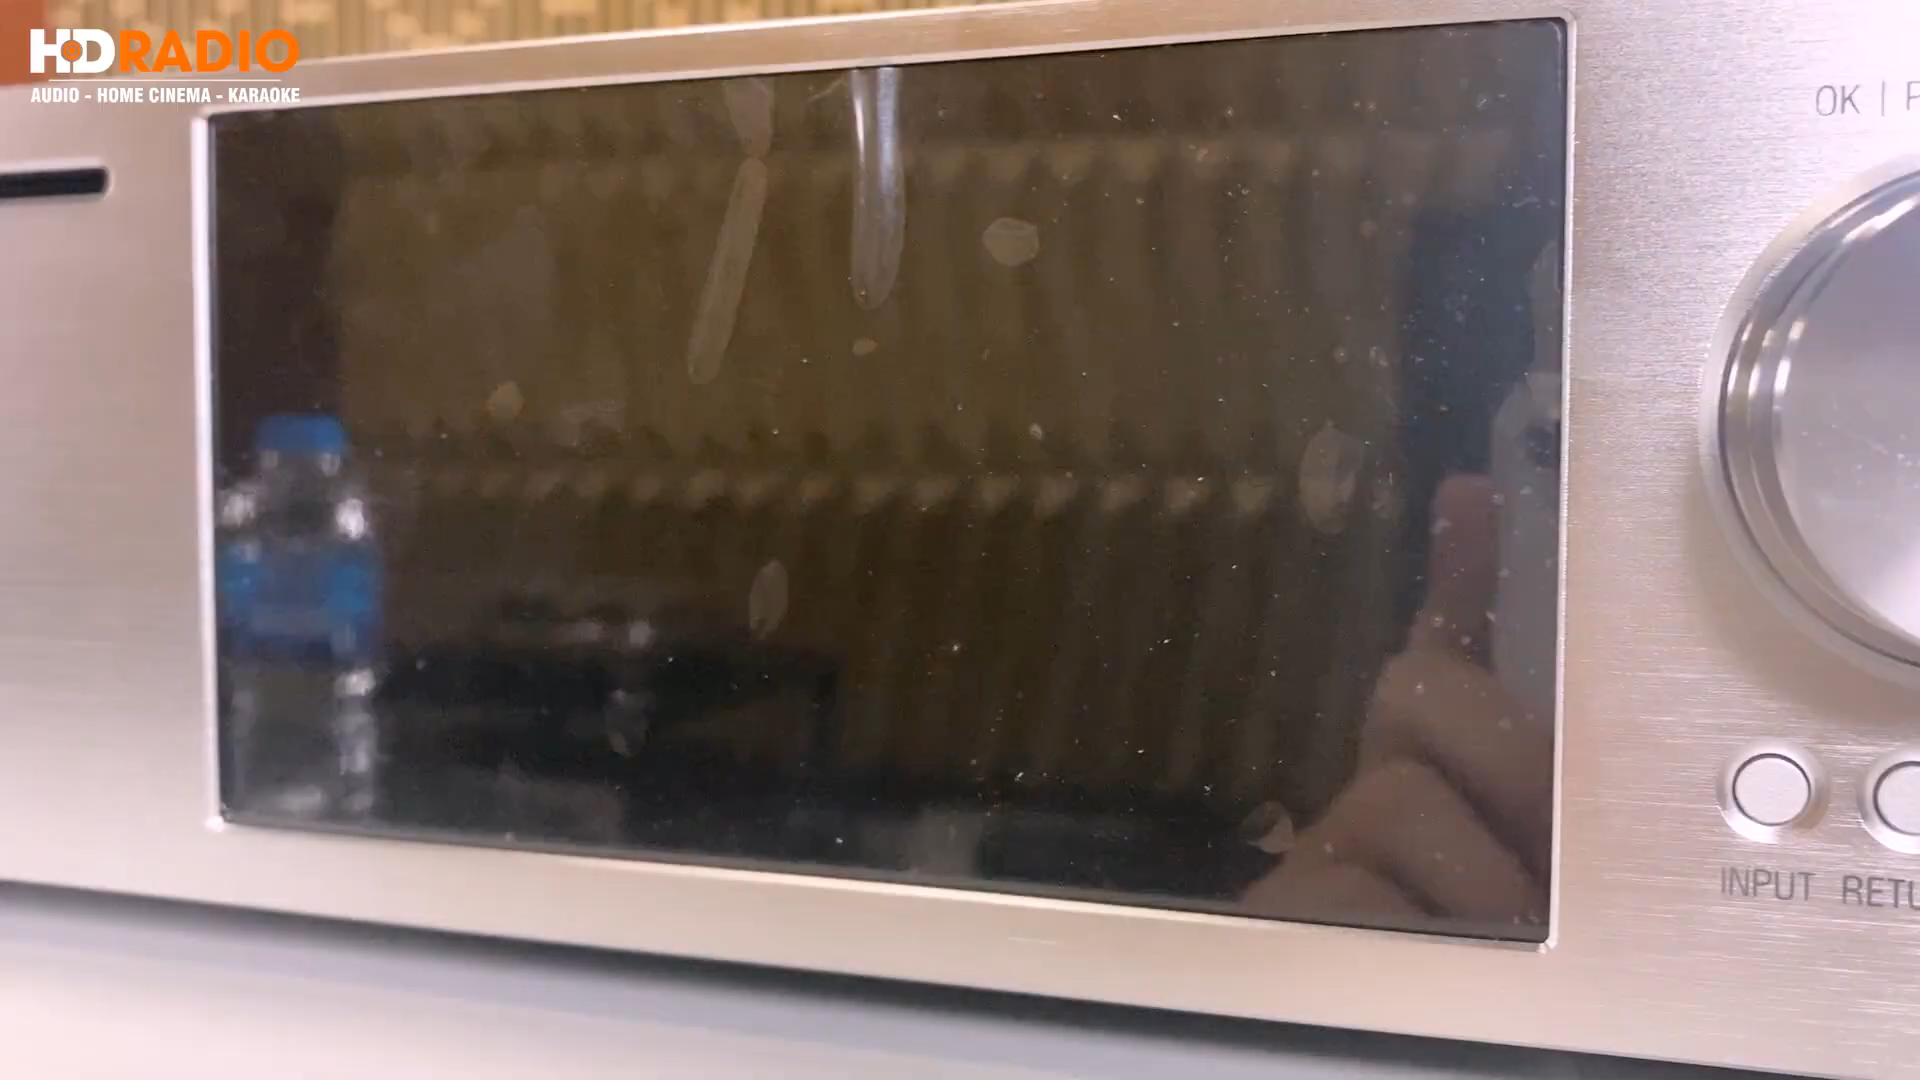 HDRADIO
AUDIO - HOME CINEMA - KARAOKE
OK |
INPUT